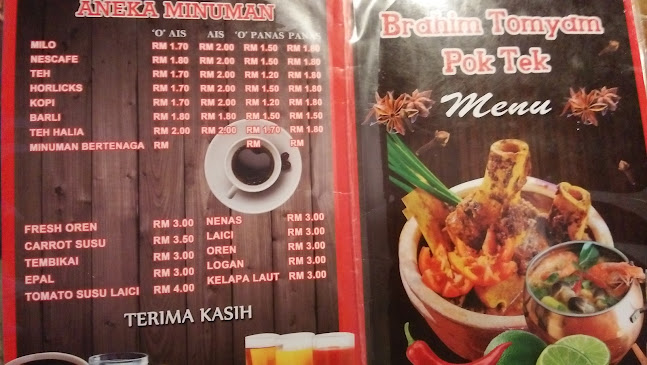 ANEKA MINUMAN
'O' AIS AIS 'O' PANAS PANAS
MILO RM 1.70 RM 2.00 RM 1.50 RM 1.80
NESCAFE RM 1.70 RM 2.00 RM 1.50 RM 1.80
TEH RM 1.70 RM 2.00 RM 1.20 RM 1.80
HORLICKS RM 1.70 RM 2.00 RM 1.50 RM 1.80
KOPI RM 1.70 RM 2.00 RM 1.20 RM 1.80
BARLI RM 1.80 RM 1.80 RM 1.50 RM 1.50
TEH HALIA RM 2.00 RM 2.00 RM 1.70 RM 1.80
MINUMAN BERTENAGA RM RM RM
FRESH OREN RM 3.00
CARROT SUSU RM 3.50
TEMBIKAI RM 3.00
EPAL RM 3.00
TOMATO SUSU LAICI RM 4.00
NENAS RM 3.00
LAICI RM 3.00
OREN RM 3.00
LOGAN RM 3.00
KELAPA LAUT RM 3.00
TERIMA KASIH
Brahim Tomyam
Pok Tek
Menu